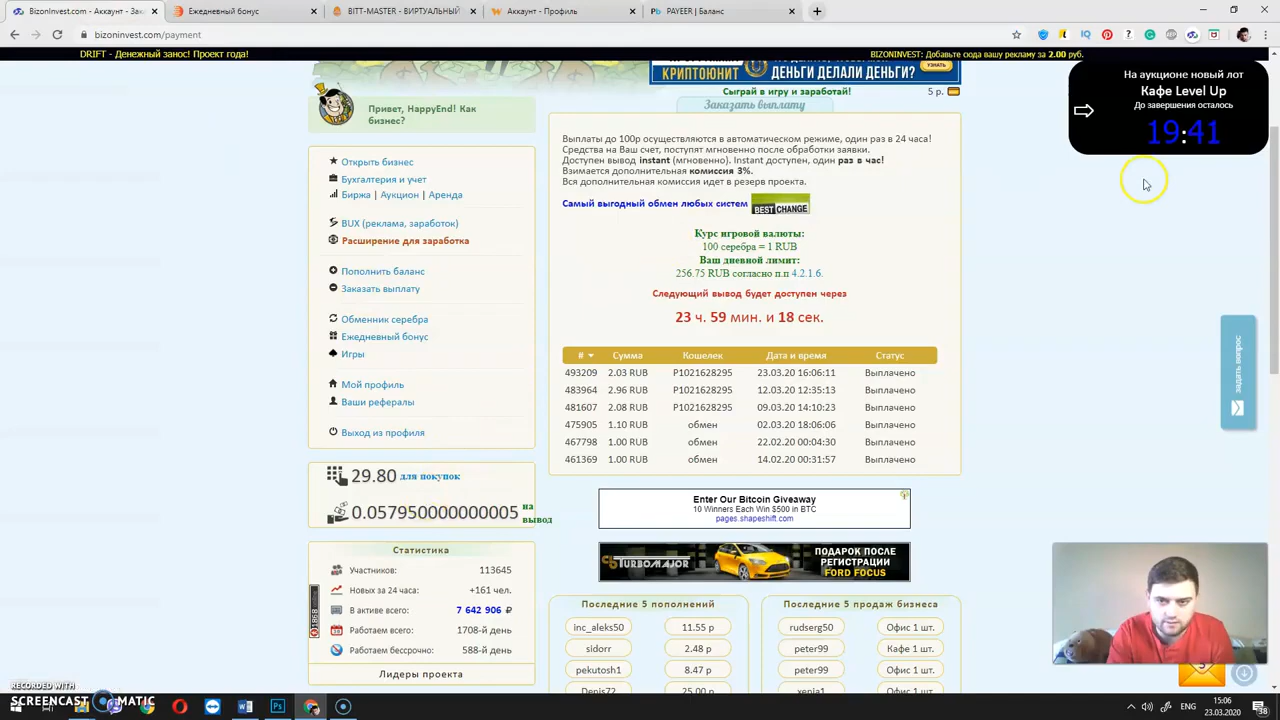 BizonInvest.com - Заказать
Ежедневный бонус
BITT-MASTER - ВИРТУАЛЬНЫЙ
Аккаунт - Профиль
PAYEER | Баланс
bizoninvest.com/payment
DRIFT - Денежный занос! Проект года!
BIZONINVEST: Добавьте сюда вашу рекламу за 2.00 руб.
КРИПТОЮНИТ
ДЕНЬГИ ДЕЛАЛИ ДЕНЬГИ?
УЗНАТЬ
Сыграй в игру и заработай!
5 р.
На аукционе новый лот
Кафе Level Up
До завершения осталось
19:41
Привет, HappyEnd! Как
бизнес?
Заказать выплату
Открыть бизнес
Бухгалтерия и учет
Биржа | Аукцион | Аренда
BUX (реклама, заработок)
Расширение для заработка
Пополнить баланс
Заказать выплату
Обменник серебра
Ежедневный бонус
Игры
Мой профиль
Ваши рефералы
Выход из профиля
Выплаты до 100р осуществляются в автоматическом режиме, один раз в 24 часа!
Средства на Ваш счет, поступят мгновенно после обработки заявки.
Доступен вывод instant (мгновенно). Instant доступен, один раз в час!
Взимается дополнительная комиссия 3%.
Вся дополнительная комиссия идет в резерв проекта.
Самый выгодный обмен любых систем
BEST CHANGE
Курс игровой валюты:
100 серебра = 1 RUB
Ваш дневной лимит:
256.75 RUB согласно п.п 4.2.1.6.
Следующий вывод будет доступен через
23 ч. 59 мин. и 18 сек.
# Сумма Кошелек Дата и время Статус
493209 2.03 RUB P1021628295 23.03.20 16:06:11 Выплачено
483964 2.96 RUB P1021628295 12.03.20 12:35:13 Выплачено
481607 2.08 RUB P1021628295 09.03.20 14:10:23 Выплачено
475905 1.10 RUB обмен 02.03.20 18:06:06 Выплачено
467798 1.00 RUB обмен 22.02.20 00:04:30 Выплачено
461369 1.00 RUB обмен 14.02.20 00:31:57 Выплачено
задать вопрос
29.80 для покупок
0.057950000000005 на
вывод
Enter Our Bitcoin Giveaway
10 Winners Each Win $500 in BTC
pages.shapeshift.com
TURBOMAJOR
ПОДАРОК ПОСЛЕ
РЕГИСТРАЦИИ
FORD FOCUS
Статистика
Участников: 113645
Новых за 24 часа: +161 чел.
В активе всего: 7 642 906 ₽
Работаем всего: 1708-й день
Работаем бессрочно: 588-й день
Лидеры проекта
Последние 5 пополнений
inc_aleks50 11.55 р
sidorr 2.48 р
pekutosh1 8.47 р
Denis72 25.00 р
Последние 5 продаж бизнеса
rudserg50 Офис 1 шт.
peter99 Кафе 1 шт.
peter99 Офис 1 шт.
xenia1 Офис 1 шт.
RECORDED WITH
SCREENCAST MATIC
ENG
15:06
23.03.2020
38